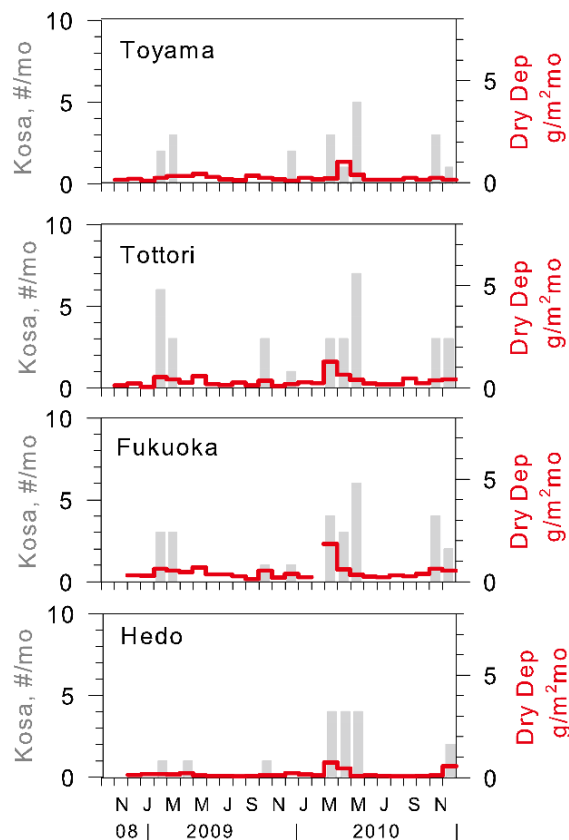 10
Toyama
5
5
0
0
Kosa, #/mo
Dry Dep
g/m²mo
10
Tottori
5
5
0
0
Kosa, #/mo
Dry Dep
g/m²mo
10
Fukuoka
5
5
0
0
Kosa, #/mo
Dry Dep
g/m²mo
10
Hedo
5
5
0
0
Kosa, #/mo
Dry Dep
g/m²mo
N J M M J S N J M M J S N
08 2009 2010